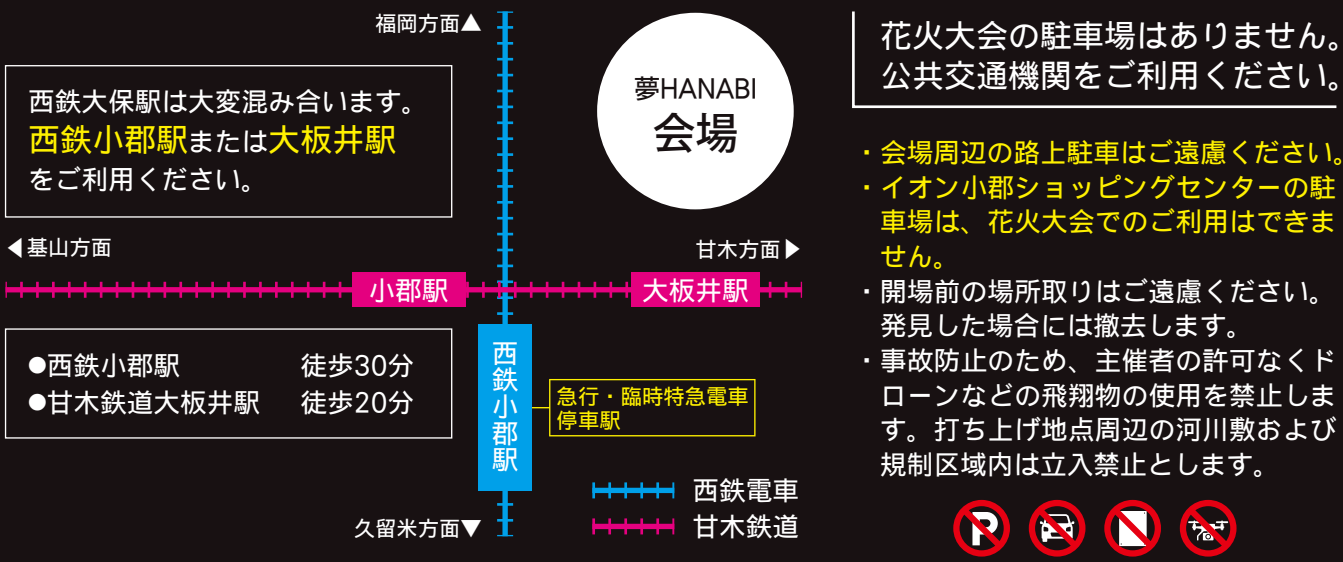 福岡方面▲
西鉄大保駅は大変混み合います。
西鉄小郡駅または大板井駅
をご利用ください。
夢HANABI
会場
◀基山方面
甘木方面▶
小郡駅
大板井駅
●西鉄小郡駅 徒歩30分
●甘木鉄道大板井駅 徒歩20分
西鉄小郡駅
急行・臨時特急電車
停車駅
西鉄電車
甘木鉄道
久留米方面▼
花火大会の駐車場はありません。
公共交通機関をご利用ください。
・会場周辺の路上駐車はご遠慮ください。
・イオン小郡ショッピングセンターの駐
車場は、花火大会でのご利用はできま
せん。
・開場前の場所取りはご遠慮ください。
発見した場合には撤去します。
・事故防止のため、主催者の許可なくド
ローンなどの飛翔物の使用を禁止しま
す。打ち上げ地点周辺の河川敷および
規制区域内は立入禁止とします。
P